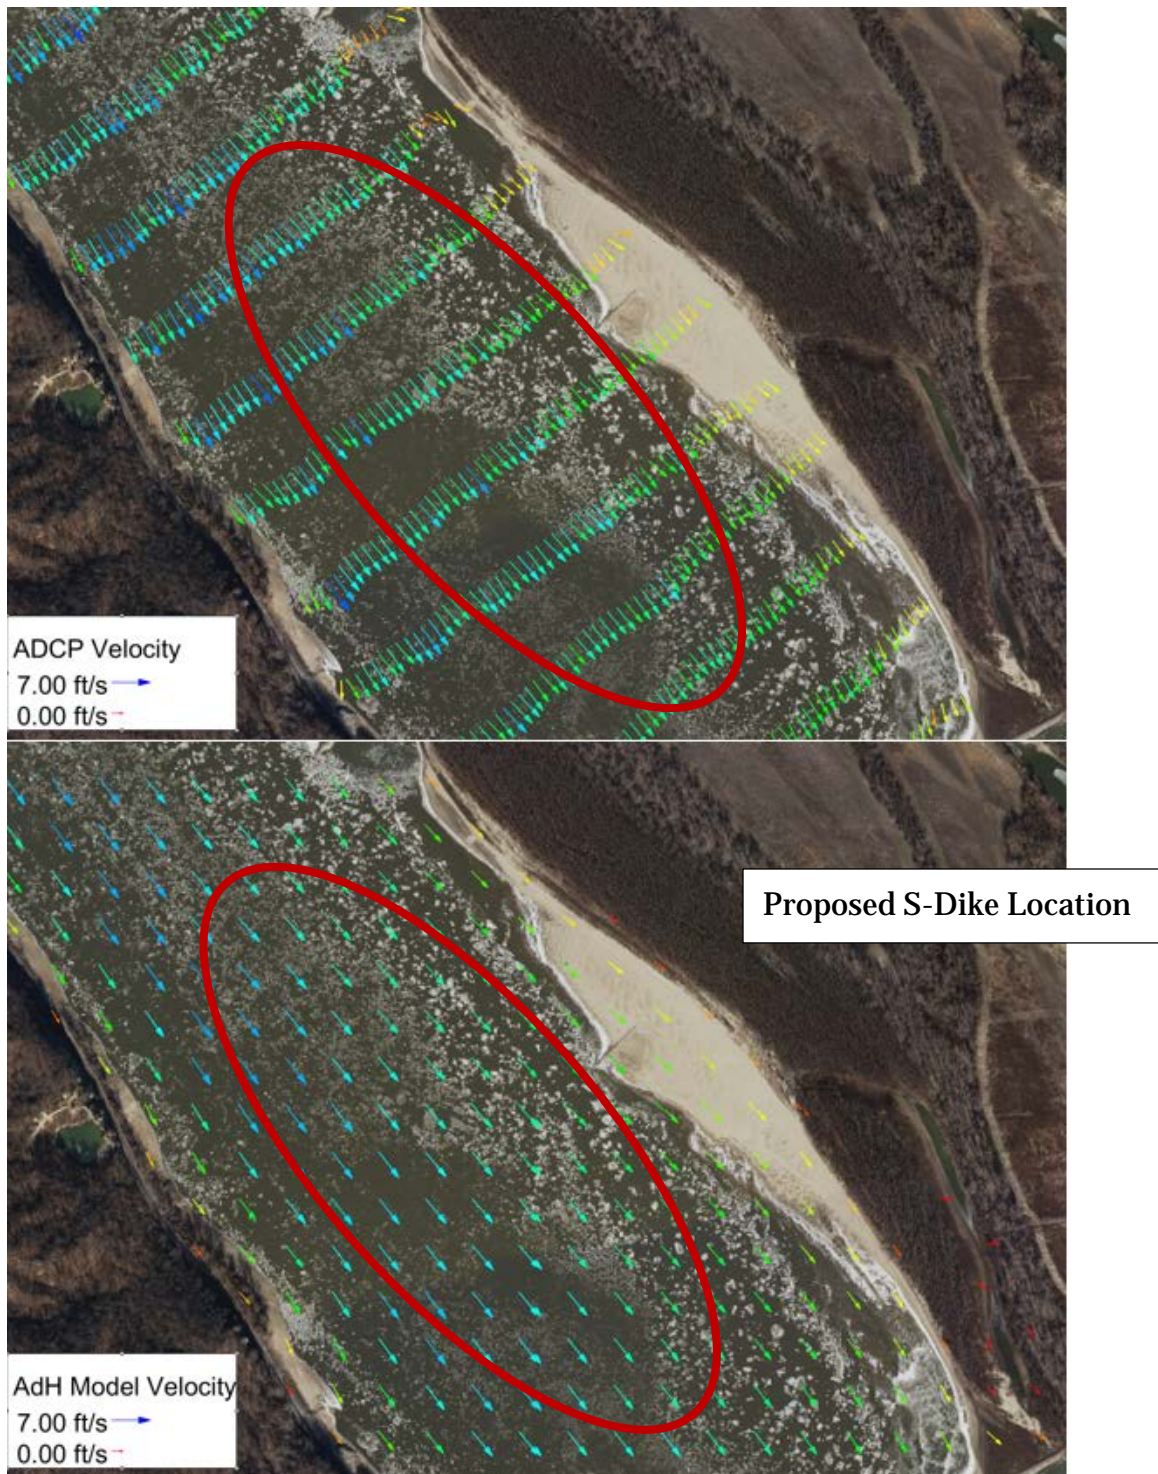 ADCP Velocity
7.00 ft/s
0.00 ft/s
Proposed S-Dike Location
AdH Model Velocity
7.00 ft/s
0.00 ft/s